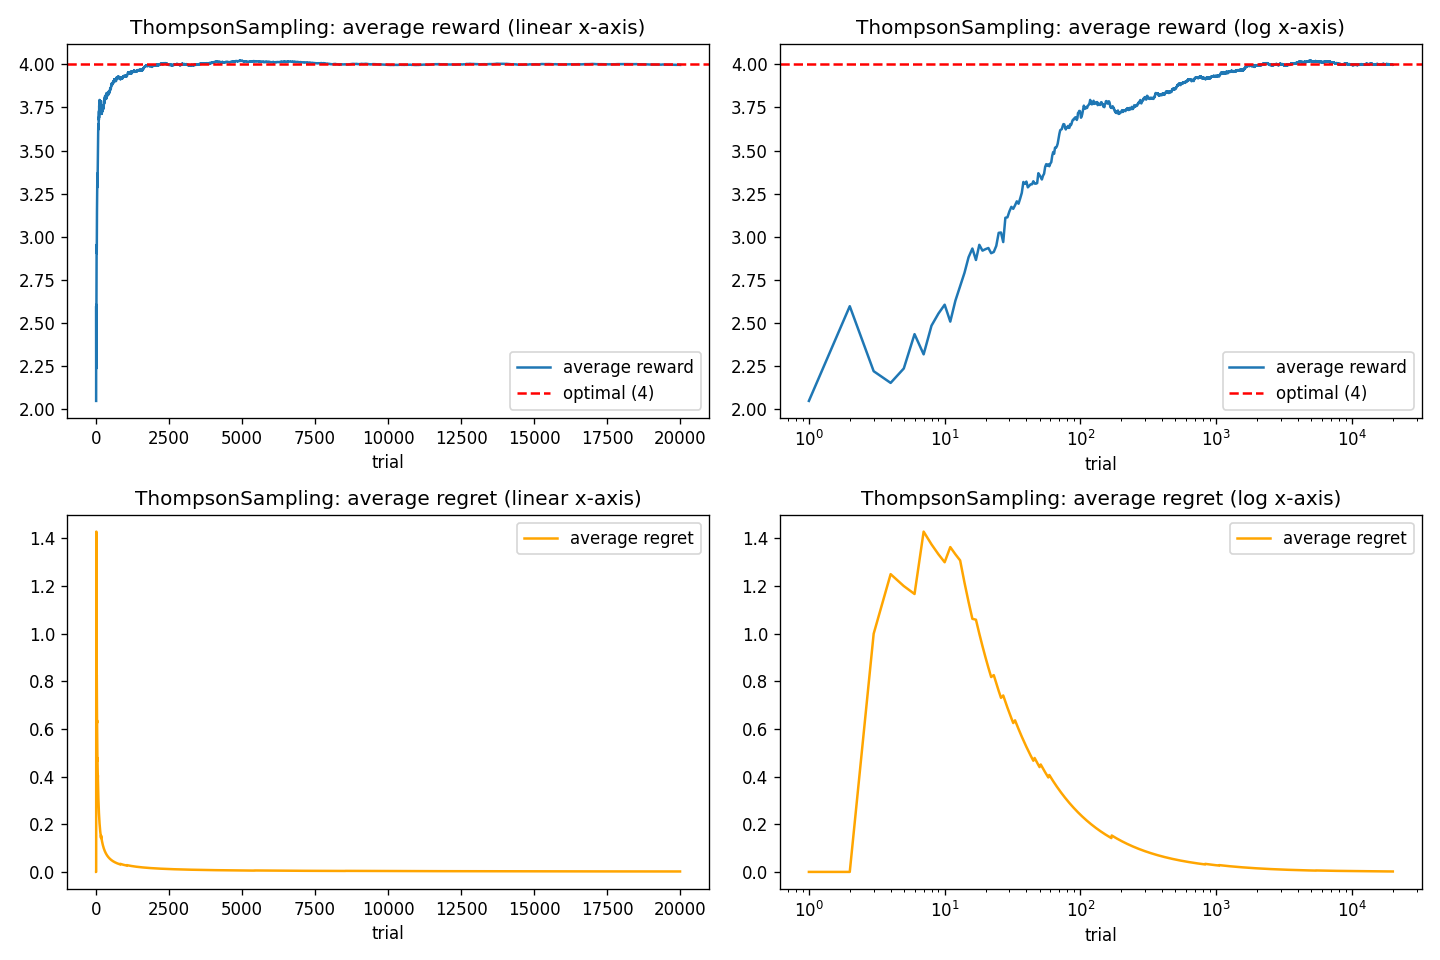 ThompsonSampling: average reward (linear x-axis)
4.00
3.75
3.50
3.25
3.00
2.75
2.50
2.25
2.00
average reward
optimal (4)
0 2500 5000 7500 10000 12500 15000 17500 20000
trial
ThompsonSampling: average reward (log x-axis)
4.00
3.75
3.50
3.25
3.00
2.75
2.50
2.25
2.00
average reward
optimal (4)
10⁰ 10¹ 10² 10³ 10⁴
trial
ThompsonSampling: average regret (linear x-axis)
average regret
1.4
1.2
1.0
0.8
0.6
0.4
0.2
0.0
0 2500 5000 7500 10000 12500 15000 17500 20000
trial
ThompsonSampling: average regret (log x-axis)
average regret
1.4
1.2
1.0
0.8
0.6
0.4
0.2
0.0
10⁰ 10¹ 10² 10³ 10⁴
trial